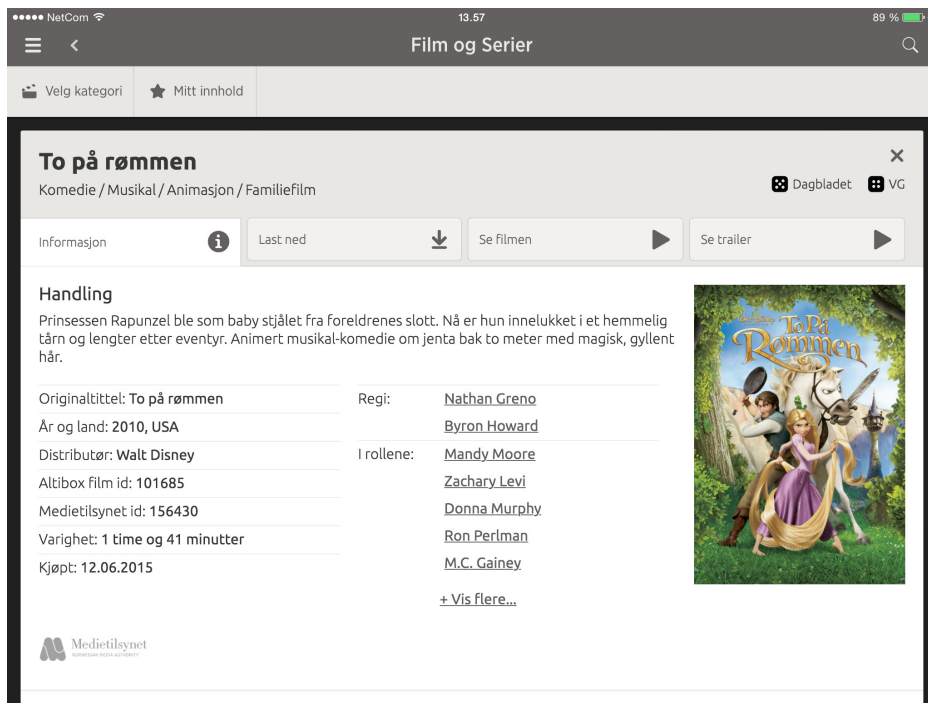 NetCom
13.57
89 %
Film og Serier
Velg kategori
Mitt innhold
To på rømmen
Komedie / Musikal / Animasjon / Familiefilm
Dagbladet
VG
Informasjon
Last ned
Se filmen
Se trailer
Handling
Prinsessen Rapunzel ble som baby stjålet fra foreldrenes slott. Nå er hun innelukket i et hemmelig
tårn og lengter etter eventyr. Animert musikal-komedie om jenta bak to meter med magisk, gyllent
hår.
Originaltittel: To på rømmen
År og land: 2010, USA
Distributør: Walt Disney
Altibox film id: 101685
Medietilsynet id: 156430
Varighet: 1 time og 41 minutter
Kjøpt: 12.06.2015
Regi: Nathan Greno
Byron Howard
I rollene: Mandy Moore
Zachary Levi
Donna Murphy
Ron Perlman
M.C. Gainey
+ Vis flere...
Walt Disney
To På
Rømmen
Medietilsynet
NORWEGIAN MEDIA AUTHORITY